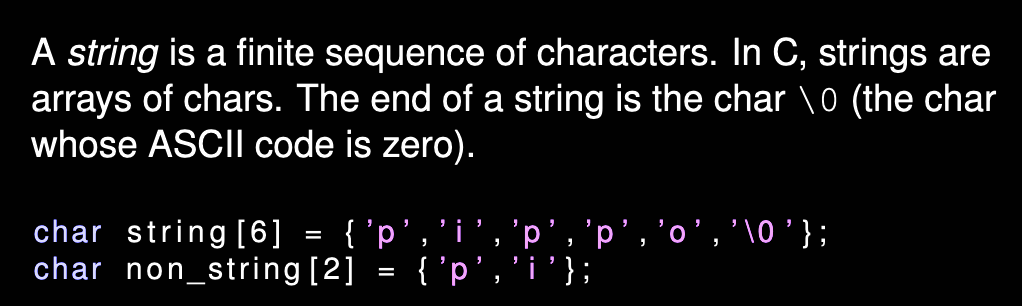 A string is a finite sequence of characters. In C, strings are
arrays of chars. The end of a string is the char \0 (the char
whose ASCII code is zero).
char string[6] = {'p','i','p','p','o','\0'};
char non_string[2] = {'p','i'};